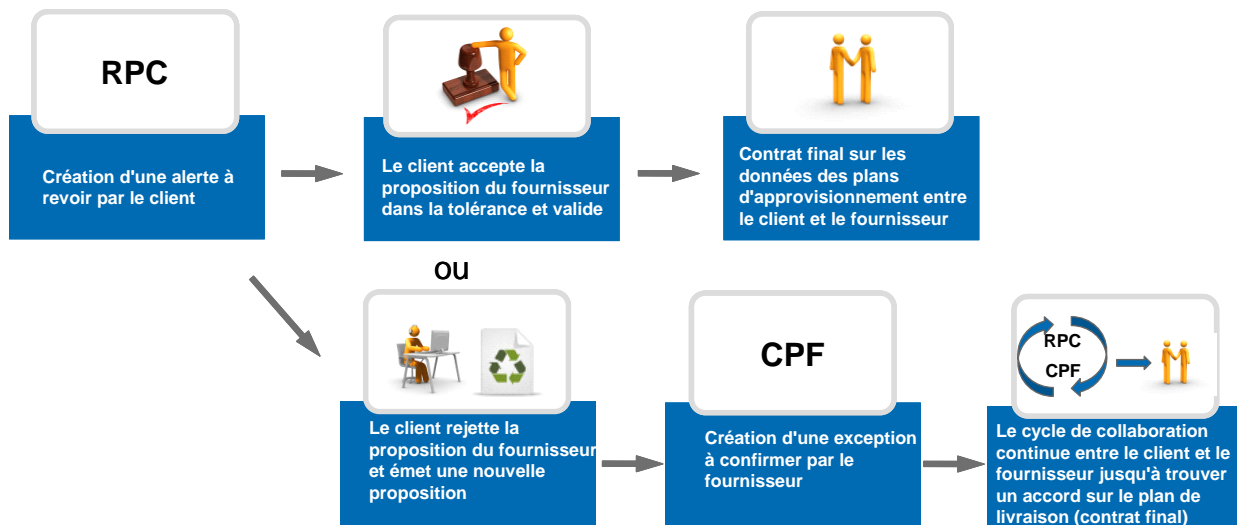 RPC
Création d'une alerte à
revoir par le client
Le client accepte la
proposition du fournisseur
dans la tolérance et valide
Contrat final sur les
données des plans
d'approvisionnement entre
le client et le fournisseur
ou
Le client rejette la
proposition du fournisseur
et émet une nouvelle
proposition
CPF
Création d'une exception
à confirmer par le
fournisseur
RPC
CPF
Le cycle de collaboration
continue entre le client et le
fournisseur jusqu'à trouver
un accord sur le plan de
livraison (contrat final)